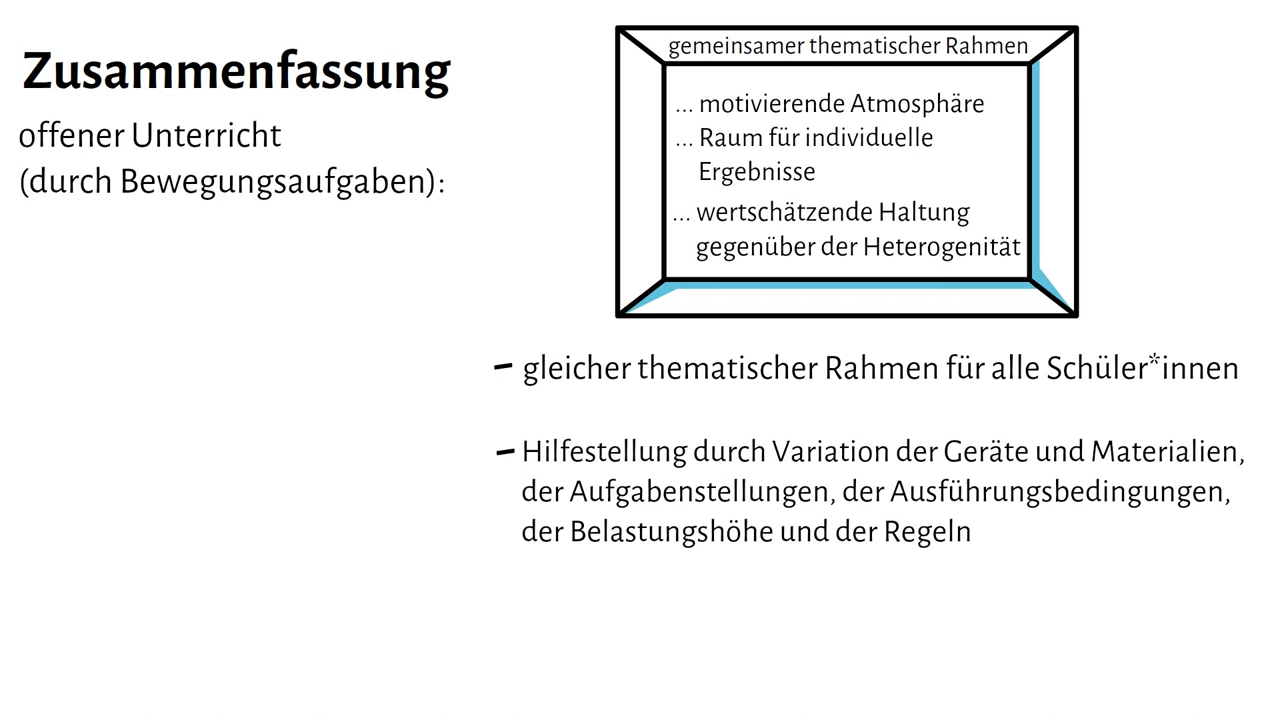 Zusammenfassung
offener Unterricht
(durch Bewegungsaufgaben):
gemeinsamer thematischer Rahmen
... motivierende Atmosphäre
... Raum für individuelle
Ergebnisse
... wertschätzende Haltung
gegenüber der Heterogenität
– gleicher thematischer Rahmen für alle Schüler*innen
– Hilfestellung durch Variation der Geräte und Materialien,
der Aufgabenstellungen, der Ausführungsbedingungen,
der Belastungshöhe und der Regeln